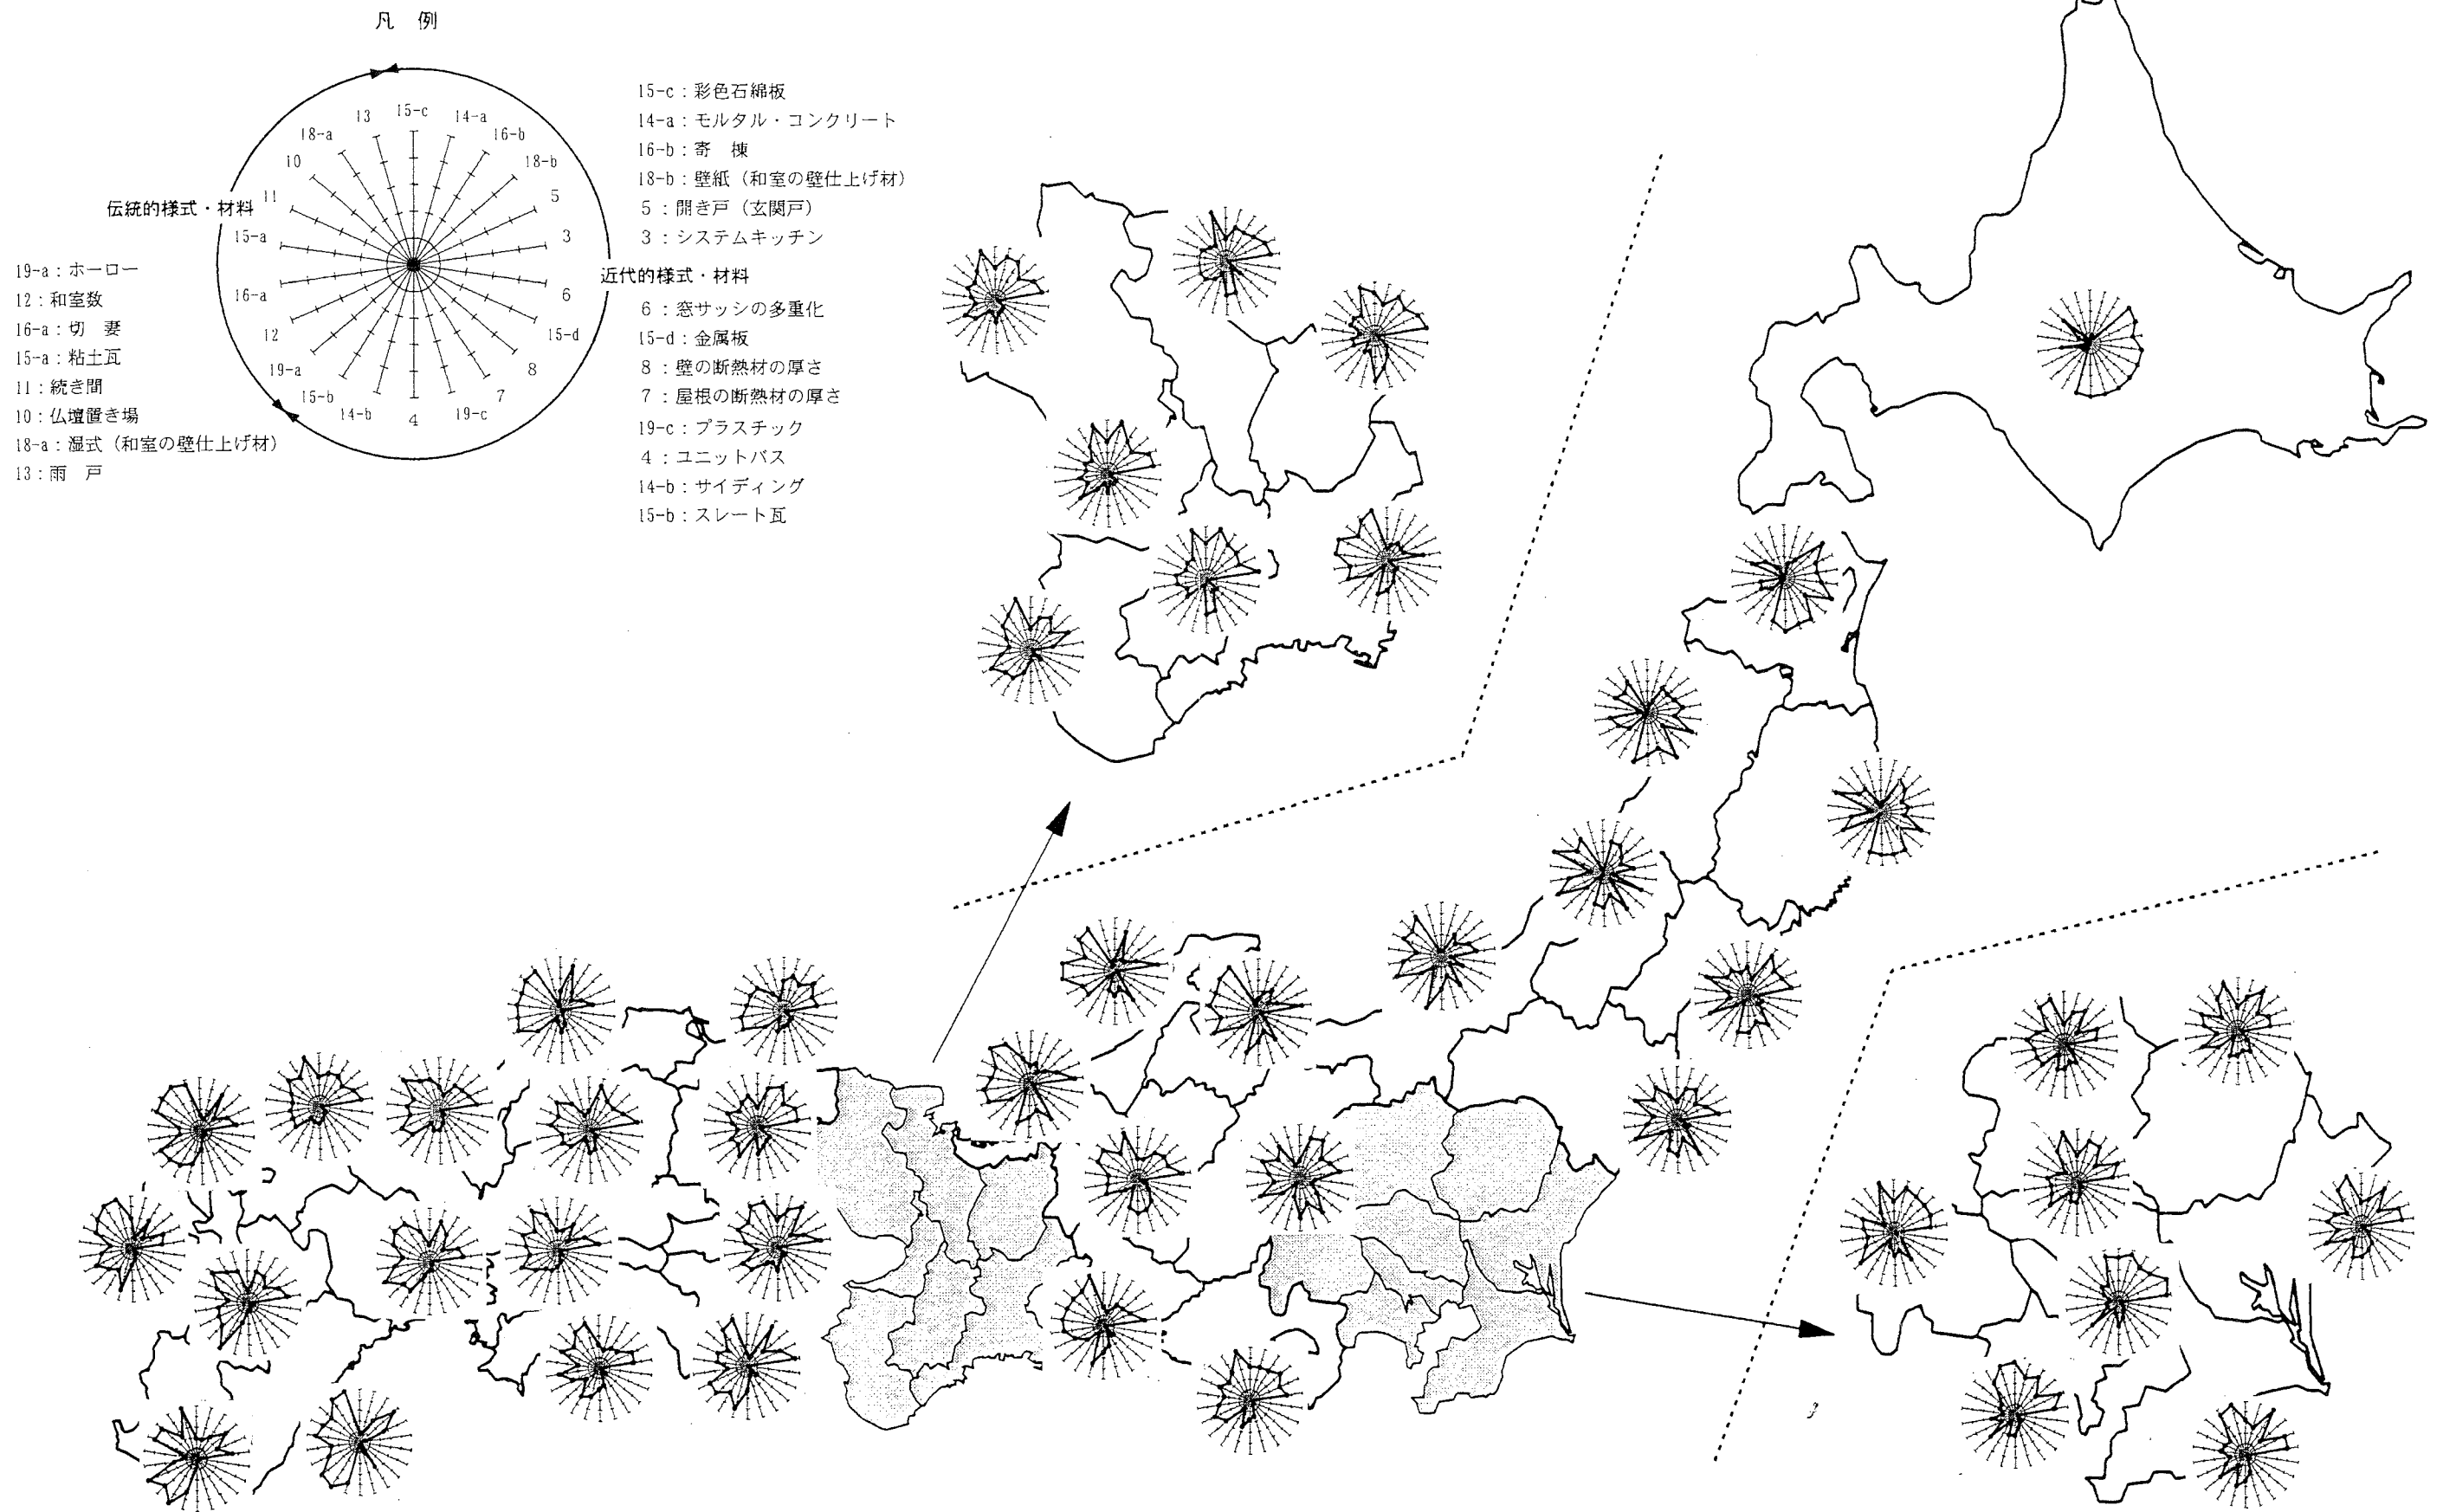 凡 例
15-c
14-a
16-b
18-b
5
3
6
15-d
8
7
19-c
4
14-b
15-b
19-a
12
16-a
15-a
11
10
18-a
13
伝統的様式・材料
近代的様式・材料
19-a：ホーロー
12：和室数
16-a：切 妻
15-a：粘土瓦
11：続き間
10：仏壇置き場
18-a：湿式（和室の壁仕上げ材）
13：雨 戸
15-c：彩色石綿板
14-a：モルタル・コンクリート
16-b：寄 棟
18-b：壁紙（和室の壁仕上げ材）
5：開き戸（玄関戸）
3：システムキッチン
6：窓サッシの多重化
15-d：金属板
8：壁の断熱材の厚さ
7：屋根の断熱材の厚さ
19-c：プラスチック
4：ユニットバス
14-b：サイディング
15-b：スレート瓦